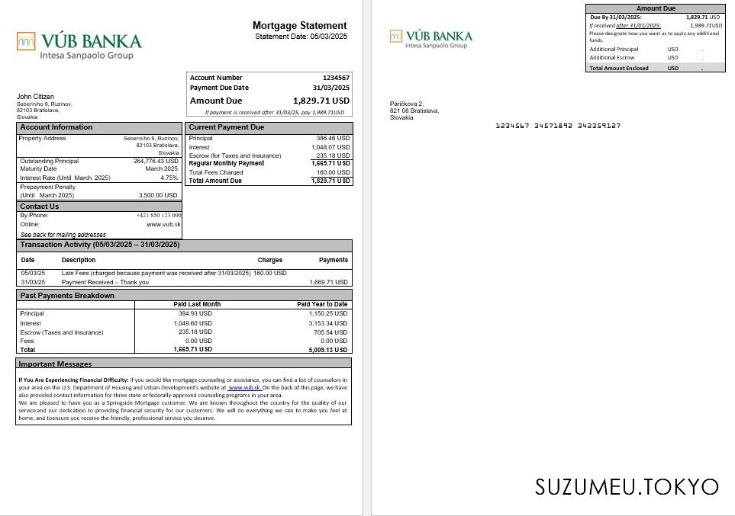 VÚB BANKA
Intesa Sanpaolo Group
Mortgage Statement
Statement Date: 05/03/2025
Account Number 1234567
Payment Due Date 31/03/2025
Amount Due 1,829.71 USD
If payment is received after 31/03/25, pay 1,989.71USD
John Citizen
Seberínho 9, Ruzinov,
82103 Bratislava,
Slovakia
Account Information
Property Address Seberinho 9, Ruzinov,
82103 Bratislava,
Slovakia
Outstanding Principal 264,776.43 USD
Maturity Date March 2025
Interest Rate (Until March 2025) 4.75%
Prepayment Penalty
(Until March 2025) 3,500.00 USD
Contact Us
By Phone: +421 850 123 000
Online: www.vub.sk
See back for mailing addresses
Current Payment Due
Principal 386.46 USD
Interest 1,048.07 USD
Escrow (for Taxes and Insurance) 235.18 USD
Regular Monthly Payment 1,669.71 USD
Total Fees Charged 160.00 USD
Total Amount Due 1,829.71 USD
Transaction Activity (05/03/2025 – 31/03/2025)
Date Description Charges Payments
05/03/25 Late Fees (charged because payment was received after 31/03/2025) 160.00 USD
31/03/25 Payment Received – Thank you 1,669.71 USD
Past Payments Breakdown
Paid Last Month Paid Year to Date
Principal 384.93 USD 1,150.25 USD
Interest 1,049.60 USD 3,153.34 USD
Escrow (Taxes and Insurance) 235.18 USD 705.54 USD
Fees 0.00 USD 0.00 USD
Total 1,669.71 USD 5,009.13 USD
Important Messages
If You Are Experiencing Financial Difficulty: If you would like mortgage counseling or assistance, you can find a list of counselors in
your area on the U.S. Department of Housing and Urban Development's website at www.vub.sk On the back of this page, we have
also provided contact information for three state or federally-approved counseling programs in your area.
We are pleased to have you as a Springside Mortgage customer. We are known throughout the country for the quality of our
service and our dedication to providing financial security for our customers. We will do everything we can to make you feel at
home, and to ensure you receive the friendly, professional service you deserve.
VÚB BANKA
Intesa Sanpaolo Group
Amount Due
Due By 31/03/2025: 1,829.71 USD
If received after 31/01/2025: 1,989.71USD
Please designate how you want us to apply any additional
funds.
Additional Principal USD .
Additional Escrow USD .
Total Amount Enclosed USD .
Páričkova 2,
821 08 Bratislava,
Slovakia
1234567 34571892 342359127
SUZUMEU.TOKYO